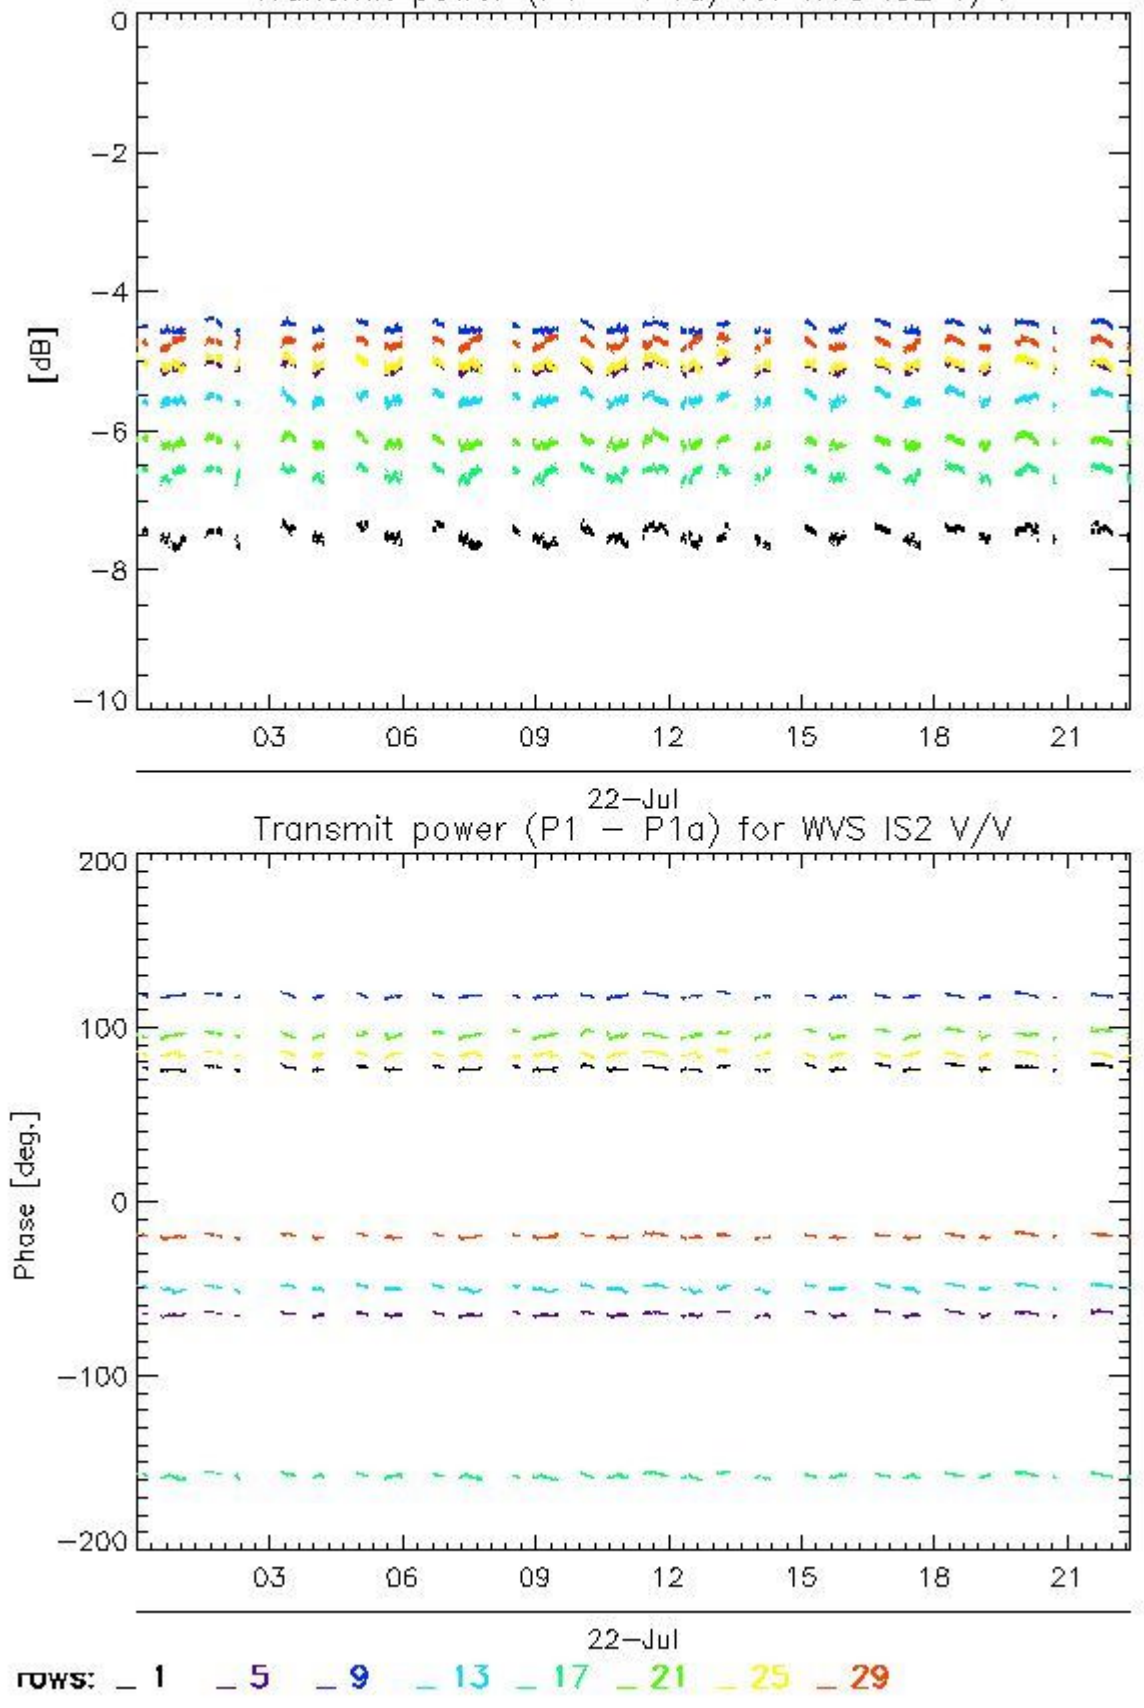 0
−2
−4
[dB]
−6
−8
−10
03 06 09 12 15 18 21
22−Jul
Transmit power (P1 − P1a) for WVS IS2 V/V
200
100
0
Phase [deg.]
−100
−200
03 06 09 12 15 18 21
22−Jul
rows: _ 1 _ 5 _ 9 _ 13 _ 17 _ 21 _ 25 _ 29